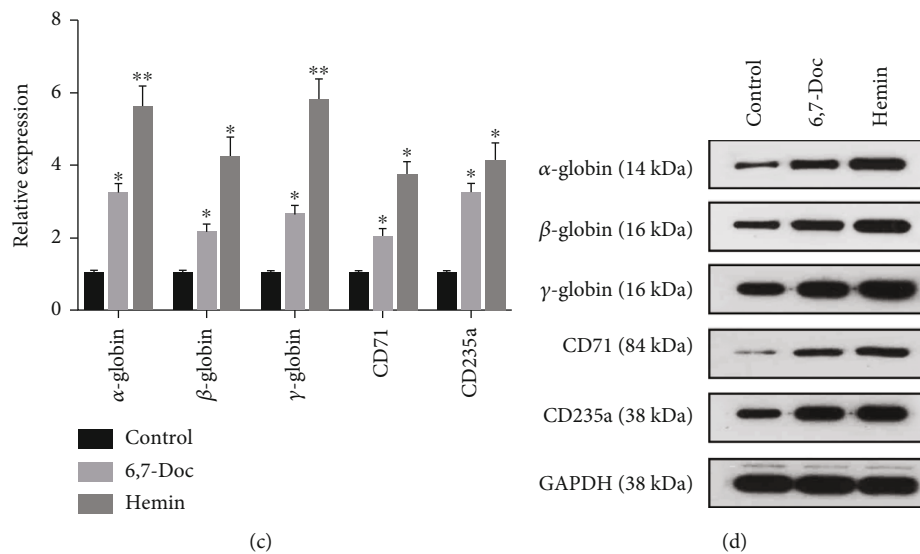 8
6
4
2
0
Relative expression
**
*
*
*
**
*
*
*
*
*
α-globin
β-globin
γ-globin
CD71
CD235a
Control
6,7-Doc
Hemin
(c)
Control
6,7-Doc
Hemin
α-globin (14 kDa)
β-globin (16 kDa)
γ-globin (16 kDa)
CD71 (84 kDa)
CD235a (38 kDa)
GAPDH (38 kDa)
(d)